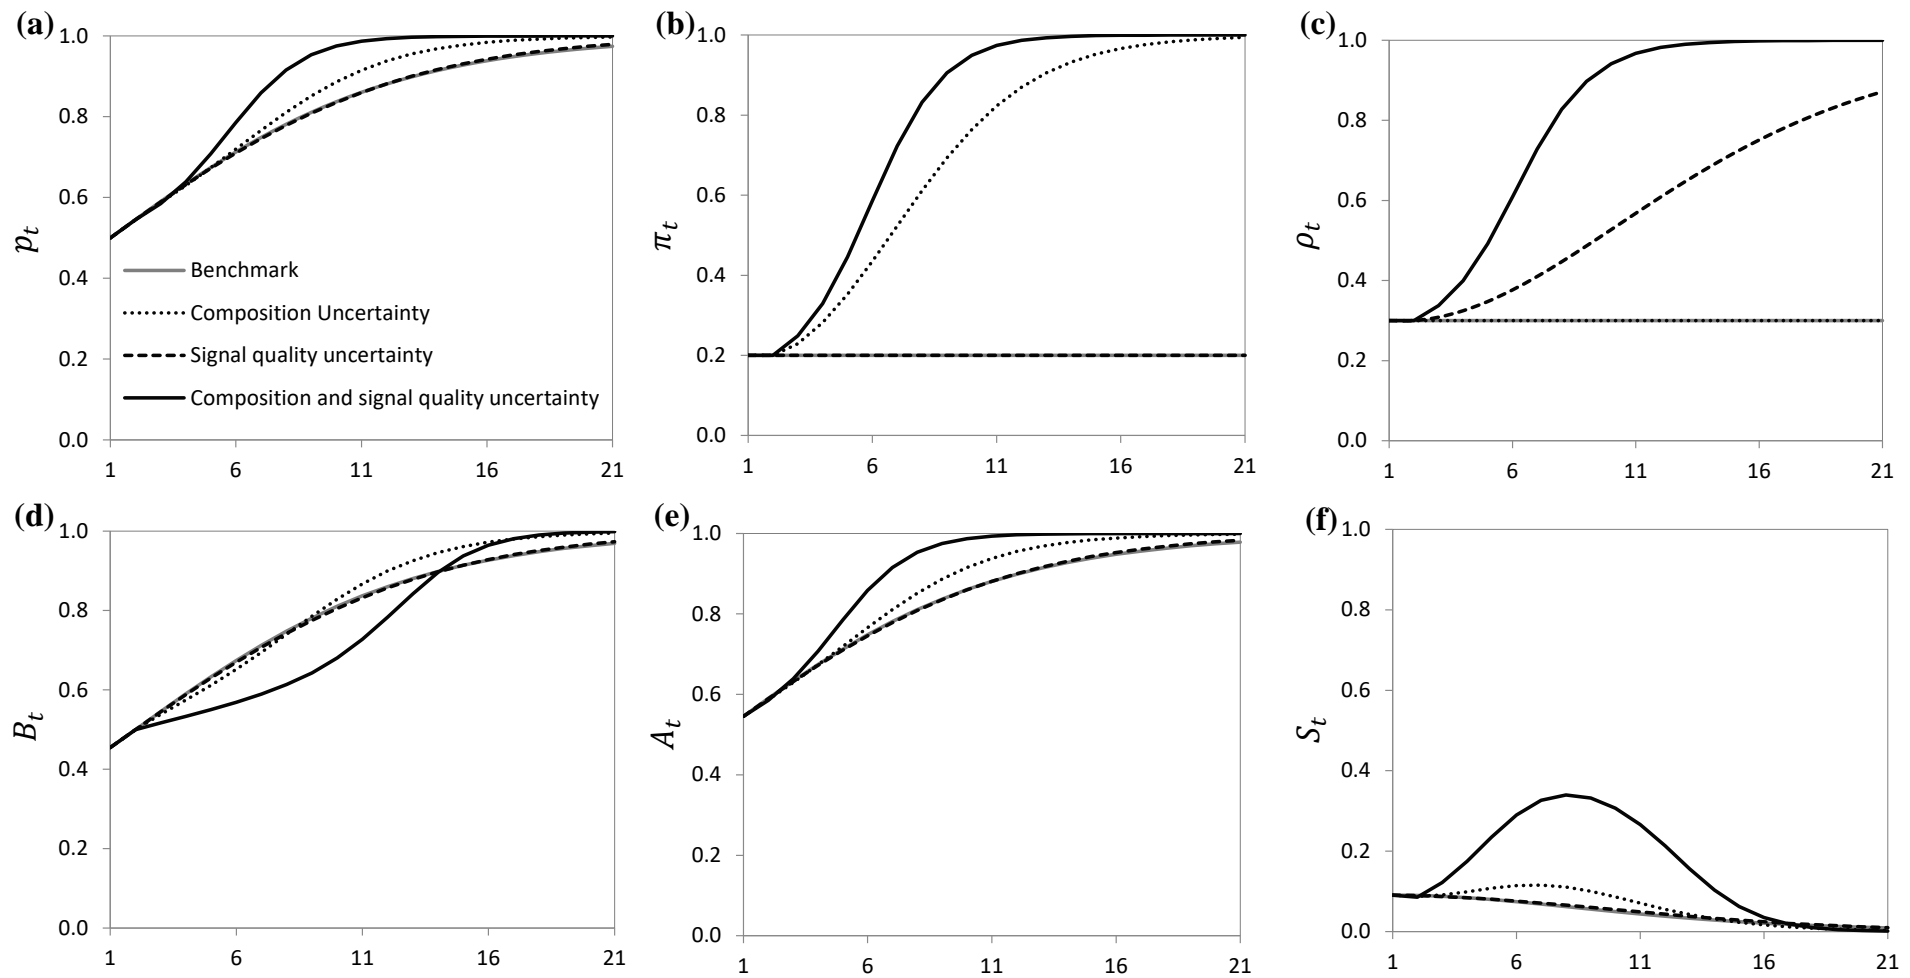 (a)
1.0
0.8
0.6
0.4
0.2
0.0
p_t
Benchmark
Composition Uncertainty
Signal quality uncertainty
Composition and signal quality uncertainty
1 6 11 16 21
(b)
1.0
0.8
0.6
0.4
0.2
0.0
π_t
1 6 11 16 21
(c)
1.0
0.8
0.6
0.4
0.2
0.0
ρ_t
1 6 11 16 21
(d)
1.0
0.8
0.6
0.4
0.2
0.0
B_t
1 6 11 16 21
(e)
1.0
0.8
0.6
0.4
0.2
0.0
A_t
1 6 11 16 21
(f)
1.0
0.8
0.6
0.4
0.2
0.0
S_t
1 6 11 16 21